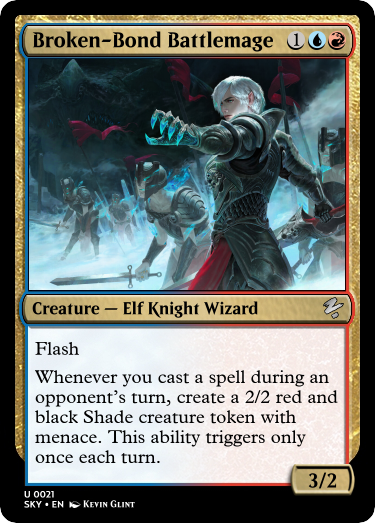 Broken-Bond Battlemage 1
Creature — Elf Knight Wizard
Flash
Whenever you cast a spell during an
opponent's turn, create a 2/2 red and
black Shade creature token with
menace. This ability triggers only
once each turn.
3/2
U 0021
SKY • EN Kevin Glint